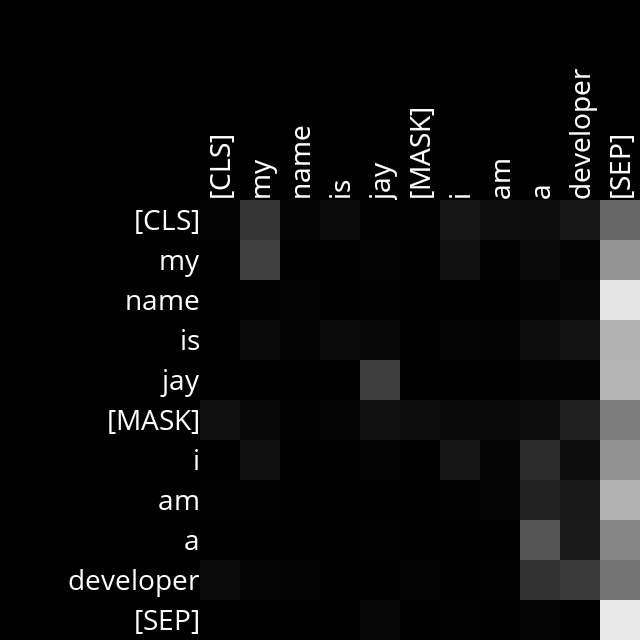 [CLS]
my
name
is
jay
[MASK]
i
am
a
developer
[SEP]
[CLS]
my
name
is
jay
[MASK]
i
am
a
developer
[SEP]